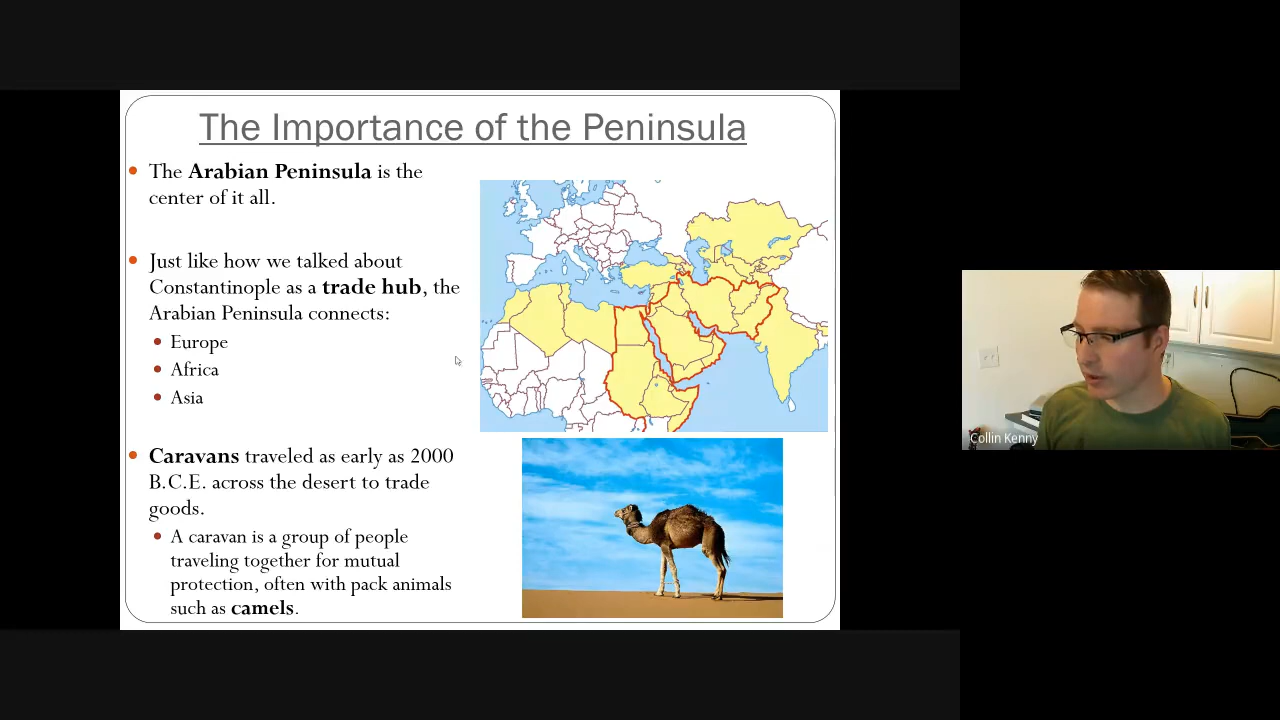 The Importance of the Peninsula
The Arabian Peninsula is the
center of it all.
Just like how we talked about
Constantinople as a trade hub, the
Arabian Peninsula connects:
Europe
Africa
Asia
Caravans traveled as early as 2000
B.C.E. across the desert to trade
goods.
A caravan is a group of people
traveling together for mutual
protection, often with pack animals
such as camels.
Collin Kenny